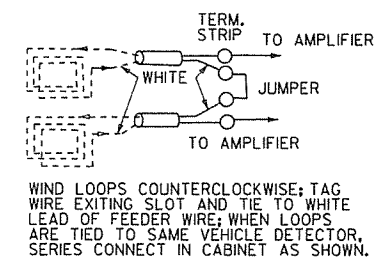 TERM.
STRIP
TO AMPLIFIER
WHITE
JUMPER
TO AMPLIFIER
WIND LOOPS COUNTERCLOCKWISE; TAG
WIRE EXITING SLOT AND TIE TO WHITE
LEAD OF FEEDER WIRE; WHEN LOOPS
ARE TIED TO SAME VEHICLE DETECTOR,
SERIES CONNECT IN CABINET AS SHOWN.